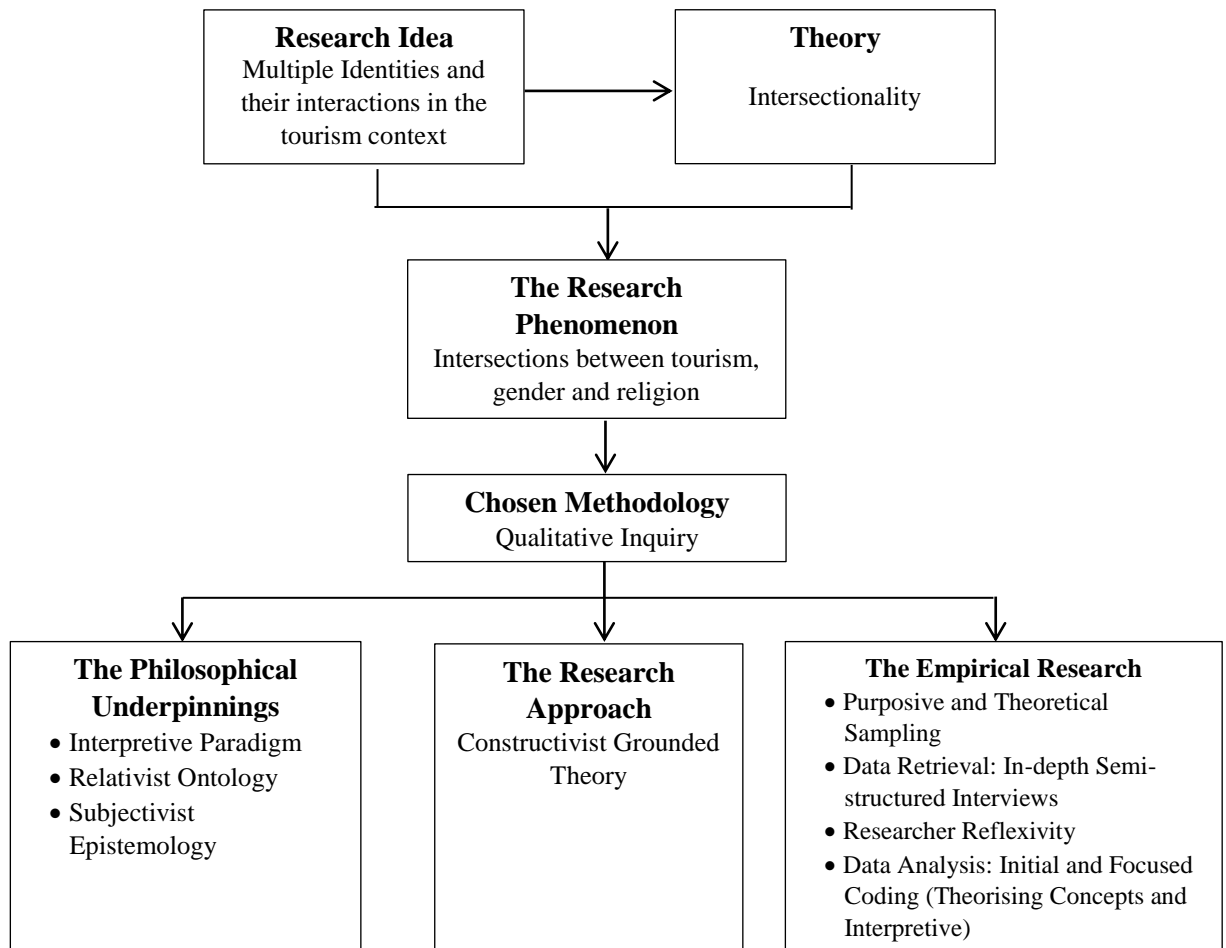 Research Idea
Multiple Identities and
their interactions in the
tourism context
Theory
Intersectionality
The Research
Phenomenon
Intersections between tourism,
gender and religion
Chosen Methodology
Qualitative Inquiry
The Philosophical
Underpinnings
• Interpretive Paradigm
• Relativist Ontology
• Subjectivist
Epistemology
The Research
Approach
Constructivist Grounded
Theory
The Empirical Research
• Purposive and Theoretical
Sampling
• Data Retrieval: In-depth Semi-
structured Interviews
• Researcher Reflexivity
• Data Analysis: Initial and Focused
Coding (Theorising Concepts and
Interpretive)